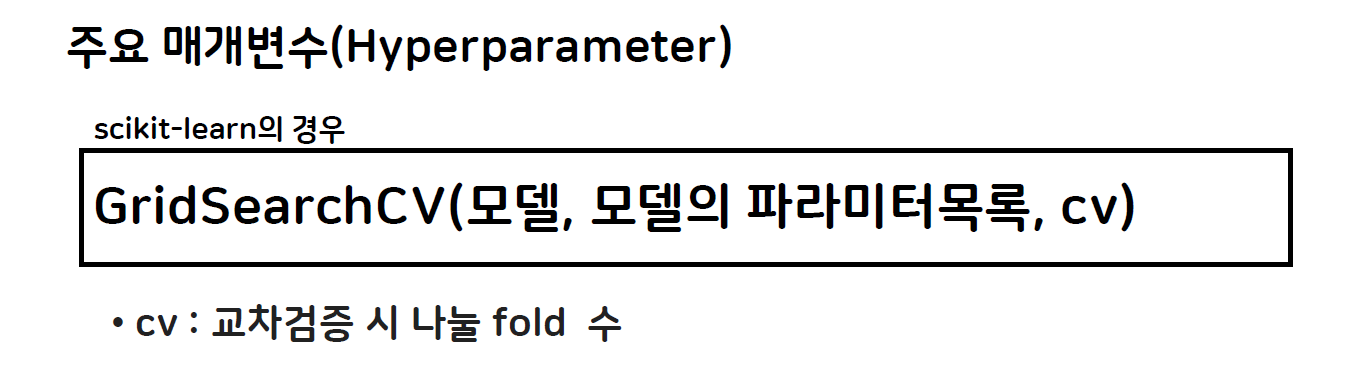 주요 매개변수(Hyperparameter)
scikit-learn의 경우
GridSearchCV(모델, 모델의 파라미터목록, cv)
• cv : 교차검증 시 나눌 fold 수